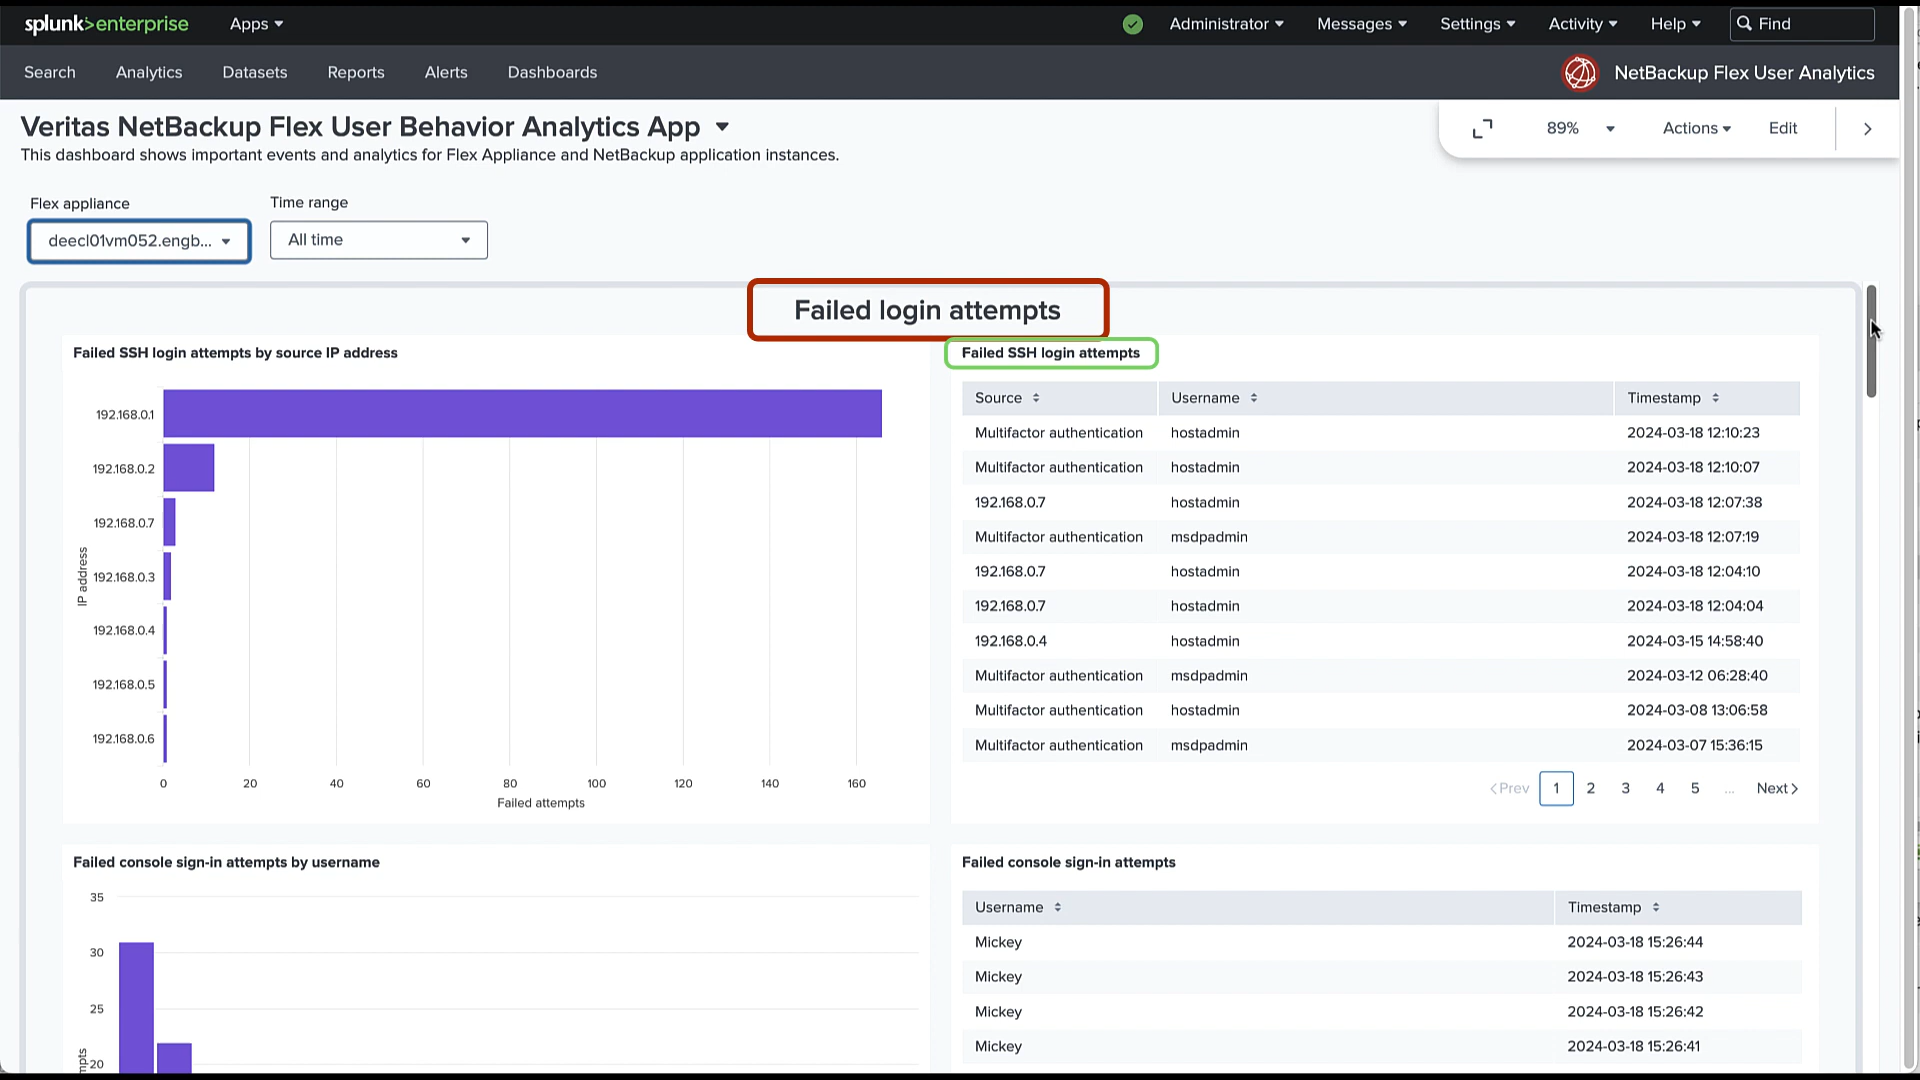 splunk>enterprise Apps Administrator Messages Settings Activity Help Find
Search Analytics Datasets Reports Alerts Dashboards NetBackup Flex User Analytics
Veritas NetBackup Flex User Behavior Analytics App
89% Actions Edit
This dashboard shows important events and analytics for Flex Appliance and NetBackup application instances.
Flex appliance Time range
deecl01vm052.engb... All time
Failed login attempts
Failed SSH login attempts by source IP address
192.168.0.1
192.168.0.2
192.168.0.7
192.168.0.3
192.168.0.4
192.168.0.5
192.168.0.6
IP address
0 20 40 60 80 100 120 140 160
Failed attempts
Failed SSH login attempts
Source Username Timestamp
Multifactor authentication hostadmin 2024-03-18 12:10:23
Multifactor authentication hostadmin 2024-03-18 12:10:07
192.168.0.7 hostadmin 2024-03-18 12:07:38
Multifactor authentication msdpadmin 2024-03-18 12:07:19
192.168.0.7 hostadmin 2024-03-18 12:04:10
192.168.0.7 hostadmin 2024-03-18 12:04:04
192.168.0.4 hostadmin 2024-03-15 14:58:40
Multifactor authentication msdpadmin 2024-03-12 06:28:40
Multifactor authentication hostadmin 2024-03-08 13:06:58
Multifactor authentication msdpadmin 2024-03-07 15:36:15
<Prev 1 2 3 4 5 ... Next>
Failed console sign-in attempts by username
35
30
25
20
Failed console sign-in attempts
Username Timestamp
Mickey 2024-03-18 15:26:44
Mickey 2024-03-18 15:26:43
Mickey 2024-03-18 15:26:42
Mickey 2024-03-18 15:26:41